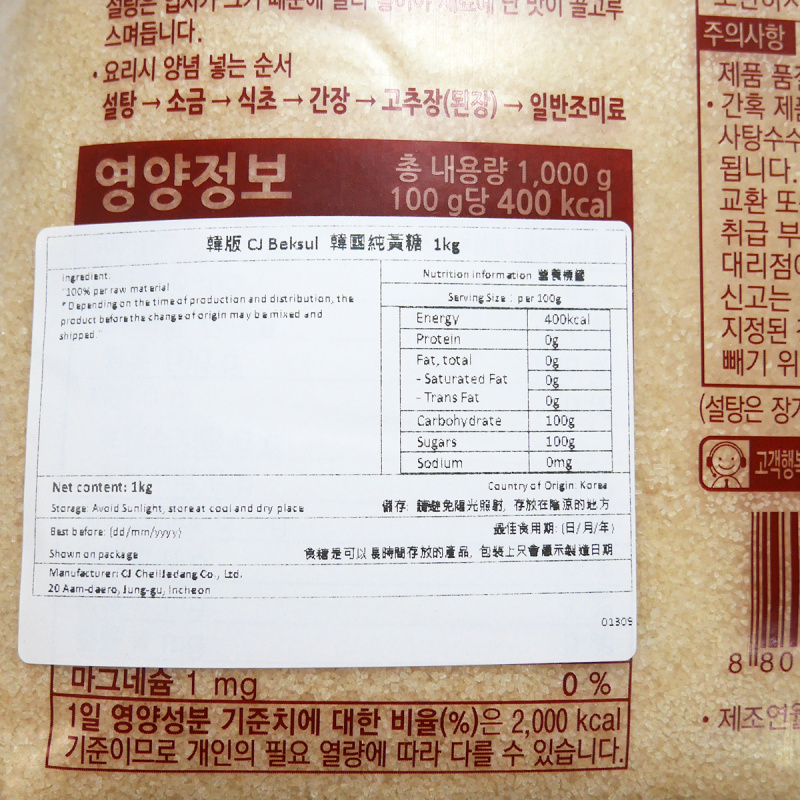 설탕은 입자가 크기 때문에
맛이 골고루
스며듭니다.
• 요리시 양념 넣는 순서
설탕 → 소금 → 식초 → 간장 → 고추장(된장) → 일반조미료
영양정보
총 내용량 1,000 g
100 g당 400 kcal
韓版 CJ Beksul 韓國純黃糖 1kg
Ingredient:
"100% per raw material
* Depending on the time of production and distribution, the
product before the change of origin may be mixed and
shipped."
Nutrition information 營養標籤
Serving Size : per 100g
Energy 400kcal
Protein 0g
Fat, total 0g
- Saturated Fat 0g
- Trans Fat 0g
Carbohydrate 100g
Sugars 100g
Sodium 0mg
Net content: 1kg
Country of Origin: Korea
Storage: Avoid Sunlight, store at cool and dry place
儲存: 請避免陽光照射, 存放在陰涼的地方
Best before: (dd/mm/yyyy)
最佳食用期: (日/月/年)
Shown on package
食糖是可以長時間存放的產品, 包裝上只會顯示製造日期
Manufacturer: CJ CheilJedang Co., Ltd.
20 Aam-daero, Jung-gu, Incheon
01309
마그네슘 1 mg 0 %
1일 영양성분 기준치에 대한 비율(%)은 2,000 kcal
기준이므로 개인의 필요 열량에 따라 다를 수 있습니다.
주의사항
제품 품
• 간혹 제
사탕수수
됩니다.
교환 또
취급 부
대리점
신고는
지정된
빼기 위
(설탕은 장기
고객행복
8 80
• 제조연월